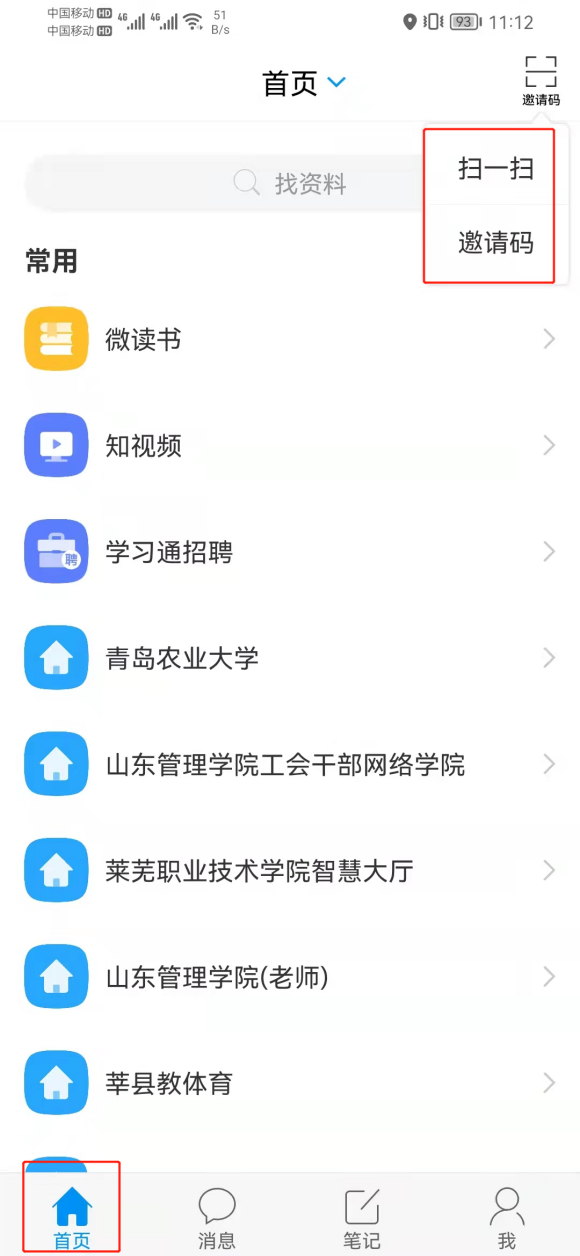 中国移动 HD 4G 4G 51 B/s 93 11:12
中国移动 HD
首页
邀请码
扫一扫
找资料
邀请码
常用
微读书
知视频
聘
学习通招聘
青岛农业大学
山东管理学院工会干部网络学院
莱芜职业技术学院智慧大厅
山东管理学院(老师)
莘县教体育
首页 消息 笔记 我